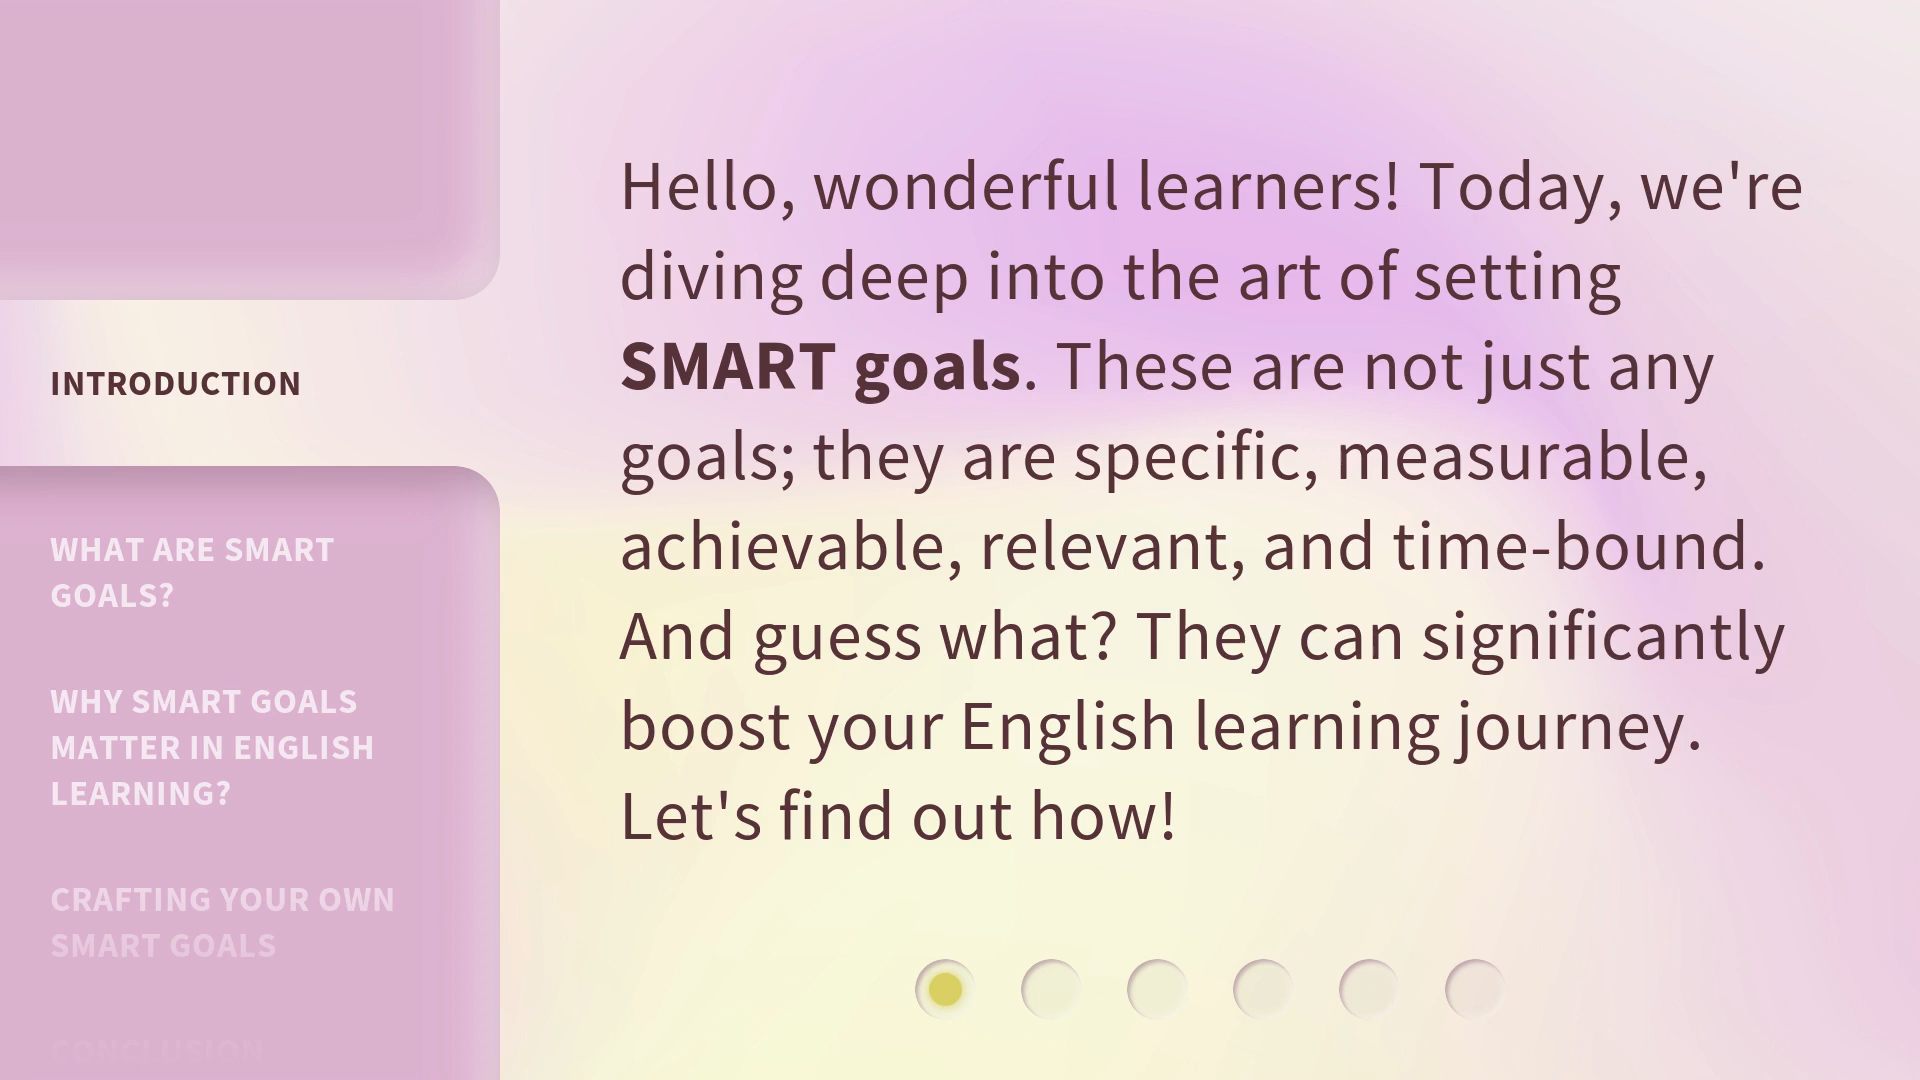 INTRODUCTION
WHAT ARE SMART
GOALS?
WHY SMART GOALS
MATTER IN ENGLISH
LEARNING?
CRAFTING YOUR OWN
SMART GOALS
CONCLUSION
Hello, wonderful learners! Today, we're
diving deep into the art of setting
SMART goals. These are not just any
goals; they are specific, measurable,
achievable, relevant, and time-bound.
And guess what? They can significantly
boost your English learning journey.
Let's find out how!